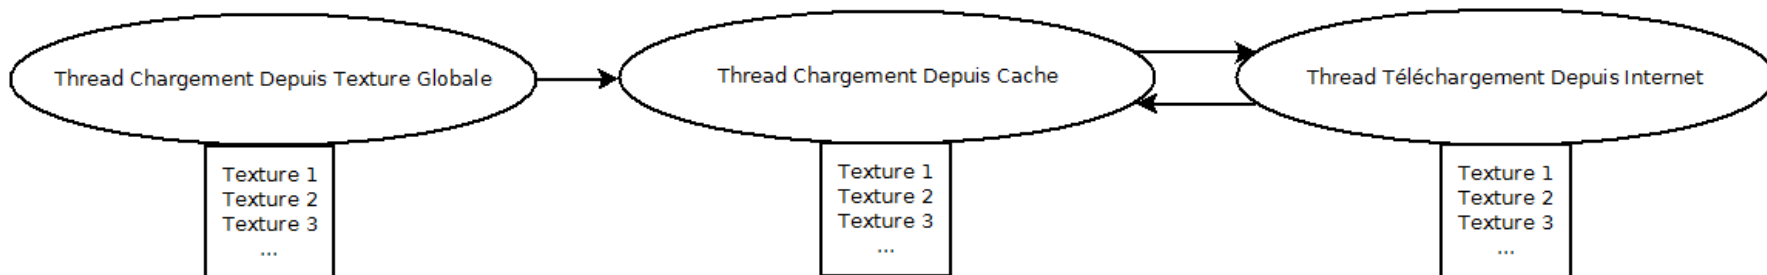 Thread Chargement Depuis Texture Globale
Thread Chargement Depuis Cache
Thread Téléchargement Depuis Internet
Texture 1
Texture 2
Texture 3
...
Texture 1
Texture 2
Texture 3
...
Texture 1
Texture 2
Texture 3
...